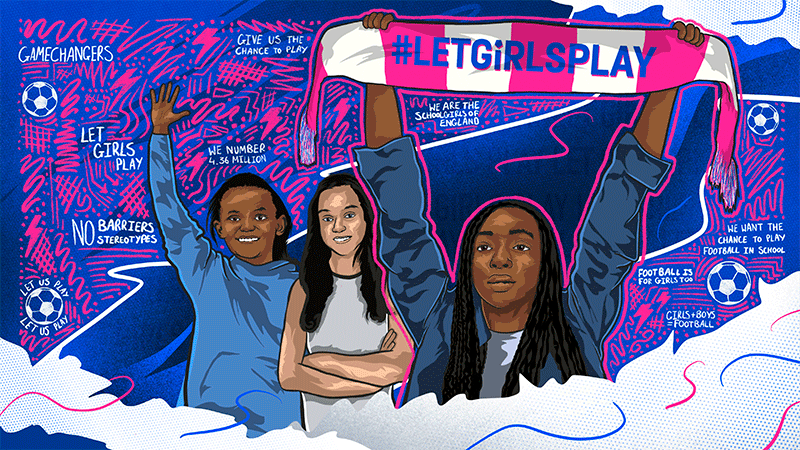 #LETGiRLSPLAY
GAMECHANGERS
GIVE US THE
CHANCE TO PLAY
LET
GIRLS
PLAY
WE NUMBER
4.36 MILLION
NO BARRIERS
STEREOTYPES
LET US PLAY
LET US PLAY
WE ARE THE
SCHOOLGIRLS OF
ENGLAND
WE WANT THE
CHANCE TO PLAY
FOOTBALL IN SCHOOL
FOOTBALL IS
FOR GIRLS TOO
GIRLS+BOYS
=FOOTBALL